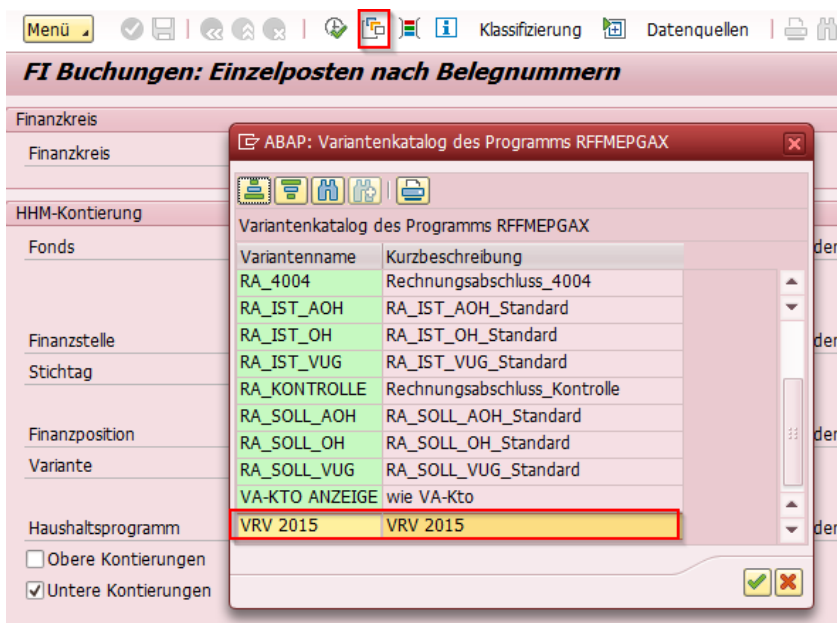 Menü Klassifizierung Datenquellen
FI Buchungen: Einzelposten nach Belegnummern
Finanzkreis
Finanzkreis
HHM-Kontierung
Fonds
Finanzstelle
Stichtag
Finanzposition
Variante
Haushaltsprogramm
Obere Kontierungen
Untere Kontierungen
ABAP: Variantenkatalog des Programms RFFMEPGAX
Variantenkatalog des Programms RFFMEPGAX
Variantenname Kurzbeschreibung
RA_4004 Rechnungsabschluss_4004
RA_IST_AOH RA_IST_AOH_Standard
RA_IST_OH RA_IST_OH_Standard
RA_IST_VUG RA_IST_VUG_Standard
RA_KONTROLLE Rechnungsabschluss_Kontrolle
RA_SOLL_AOH RA_SOLL_AOH_Standard
RA_SOLL_OH RA_SOLL_OH_Standard
RA_SOLL_VUG RA_SOLL_VUG_Standard
VA-KTO ANZEIGE wie VA-Kto
VRV 2015 VRV 2015